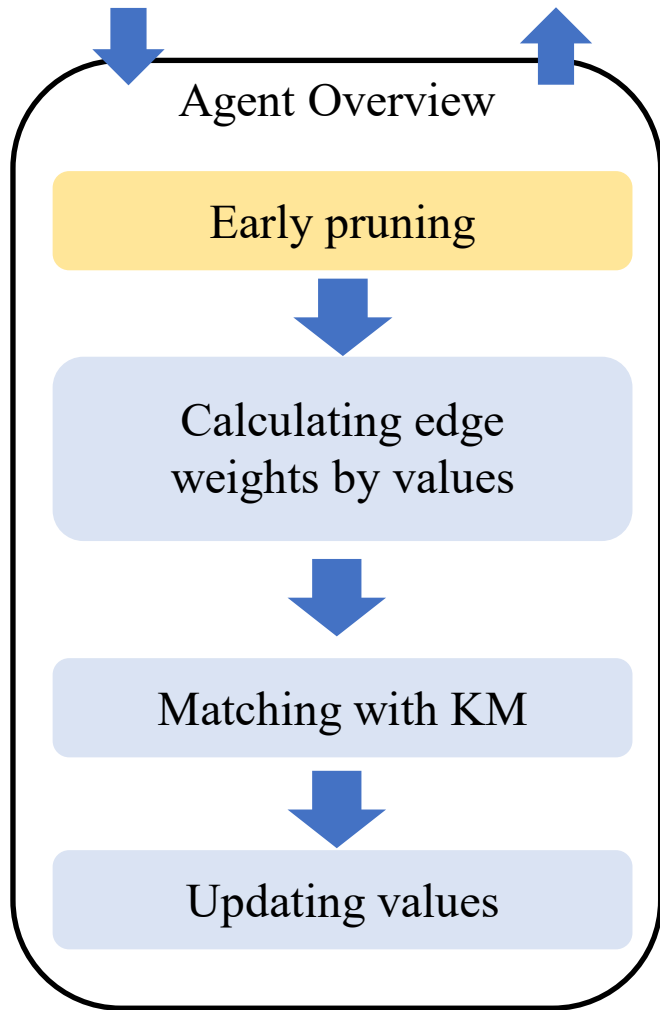 Agent Overview
Early pruning
Calculating edge
weights by values
Matching with KM
Updating values